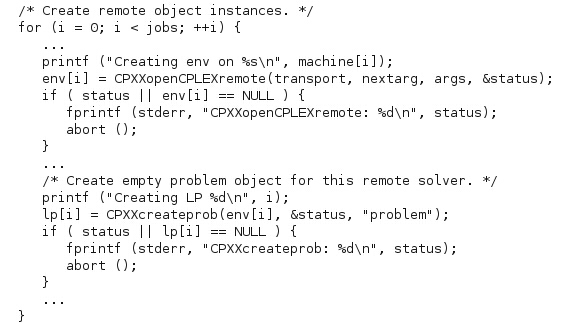 /* Create remote object instances. */
for (i = 0; i < jobs; ++i) {
   ...
   printf ("Creating env on %s\n", machine[i]);
   env[i] = CPXXopenCPLEXremote(transport, nextarg, args, &status);
   if ( status || env[i] == NULL ) {
      fprintf (stderr, "CPXXopenCPLEXremote: %d\n", status);
      abort ();
   }
   ...
   /* Create empty problem object for this remote solver. */
   printf ("Creating LP %d\n", i);
   lp[i] = CPXXcreateprob(env[i], &status, "problem");
   if ( status || lp[i] == NULL ) {
      fprintf (stderr, "CPXXcreateprob: %d\n", status);
      abort ();
   }
   ...
}